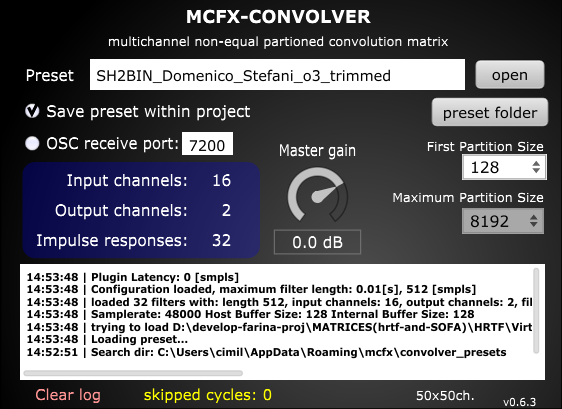 MCFX-CONVOLVER
multichannel non-equal partioned convolution matrix
Preset SH2BIN_Domenico_Stefani_o3_trimmed open
Save preset within project preset folder
OSC receive port: 7200
Master gain
First Partition Size
128
Input channels: 16
Output channels: 2
Impulse responses: 32
Maximum Partition Size
8192
0.0 dB
14:53:48 | Plugin Latency: 0 [smpls]
14:53:48 | Configuration loaded, maximum filter length: 0.01[s], 512 [smpls]
14:53:48 | loaded 32 filters with: length 512, input channels: 16, output channels: 2, fil
14:53:48 | Samplerate: 48000 Host Buffer Size: 128 Internal Buffer Size: 128
14:53:48 | trying to load D:\develop-farina-proj\MATRICES(hrtf-and-SOFA)\HRTF\Virt
14:53:48 | Loading preset...
14:52:51 | Search dir: C:\Users\cimil\AppData\Roaming\mcfx\convolver_presets
Clear log skipped cycles: 0 50x50ch. v0.6.3